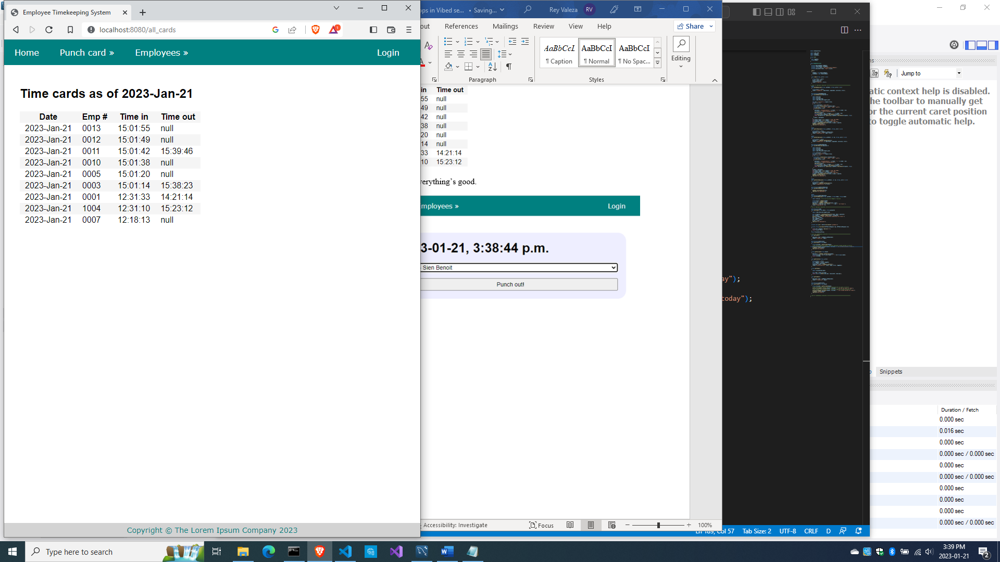 Employee Timekeeping System
localhost:8080/all_cards
1
Home
Punch card »
Employees »
Login
Time cards as of 2023-Jan-21
Date Emp # Time in Time out
2023-Jan-21 0013 15:01:55 null
2023-Jan-21 0012 15:01:49 null
2023-Jan-21 0011 15:01:42 15:39:46
2023-Jan-21 0010 15:01:38 null
2023-Jan-21 0005 15:01:20 null
2023-Jan-21 0003 15:01:14 15:38:23
2023-Jan-21 0001 12:31:33 14:21:14
2023-Jan-21 1004 12:31:10 15:23:12
2023-Jan-21 0007 12:18:13 null
Copyright © The Lorem Ipsum Company 2023
ops in Vibed se... • Saving...
Rey Valeza RV
out References Mailings Review View Help
Share
AaBbCcL AaBbCcI AaBbCcI
¶ Caption ¶ Normal ¶ No Spac...
Editing
Paragraph
Styles
in Time out
55 null
49 null
42 null
38 null
20 null
14 null
33 14:21:14
10 15:23:12
verything's good.
mployees » Login
3-01-21, 3:38:44 p.m.
- Sien Benoit
Punch out!
Accessibility: Investigate
Focus
100%
ay");
today");
Ln 189, Col 57 Tab Size: 2 UTF-8 CRLF D
Jump to
atic context help is disabled.
he toolbar to manually get
or the current caret position
to toggle automatic help.
Snippets
Duration / Fetch
0.000 sec
0.016 sec
0.000 sec
0.000 sec / 0.000 sec
0.000 sec
0.000 sec / 0.000 sec
0.000 sec
0.000 sec
0.000 sec
0.000 sec / 0.000 sec
Type here to search
3:39 PM
2023-01-21
2